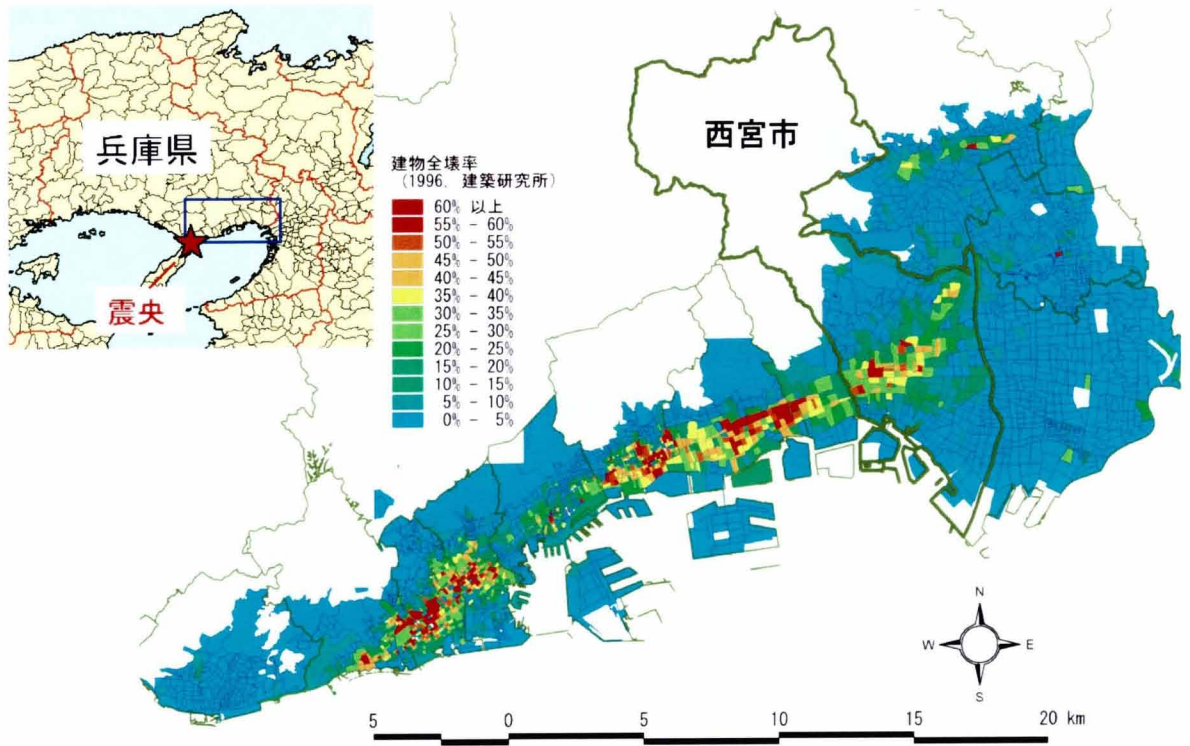 兵庫県
震央
西宮市
建物全壊率
(1996. 建築研究所)
60% 以上
55% - 60%
50% - 55%
45% - 50%
40% - 45%
35% - 40%
30% - 35%
25% - 30%
20% - 25%
15% - 20%
10% - 15%
5% - 10%
0% - 5%
N
W E
S
5 0 5 10 15 20 km